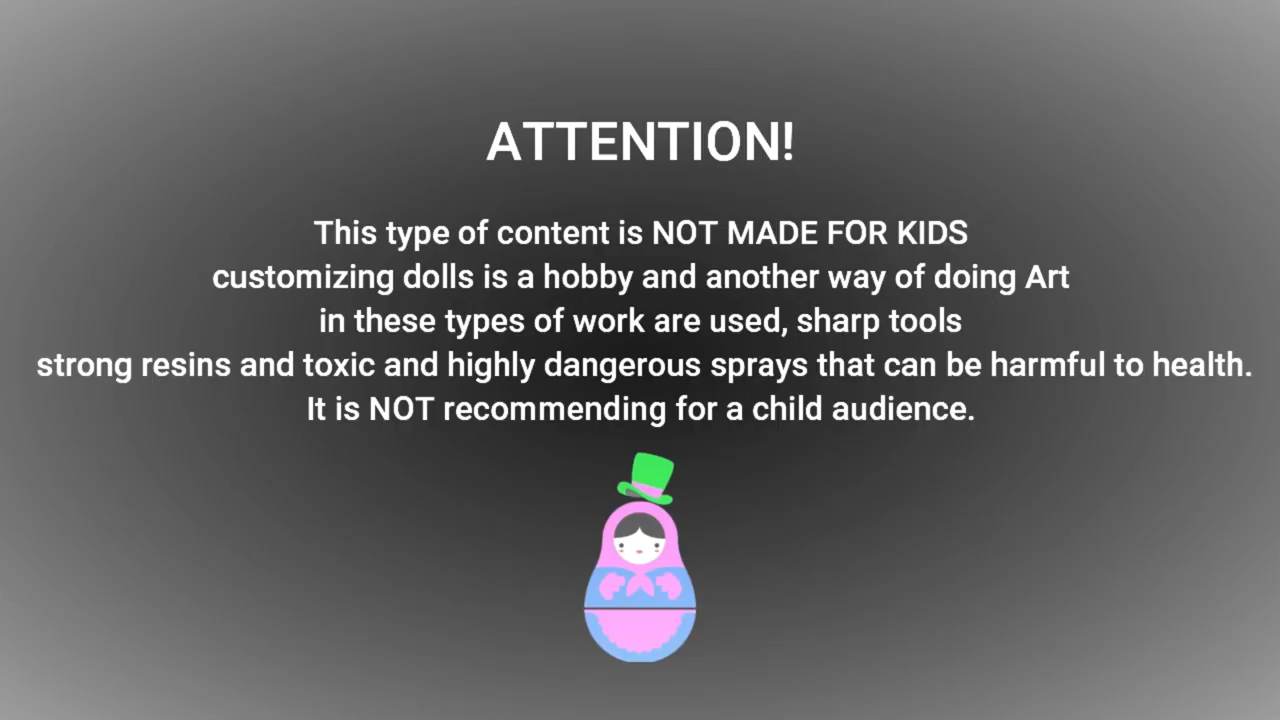 ATTENTION!
This type of content is NOT MADE FOR KIDS
customizing dolls is a hobby and another way of doing Art
in these types of work are used, sharp tools
strong resins and toxic and highly dangerous sprays that can be harmful to health.
It is NOT recommending for a child audience.